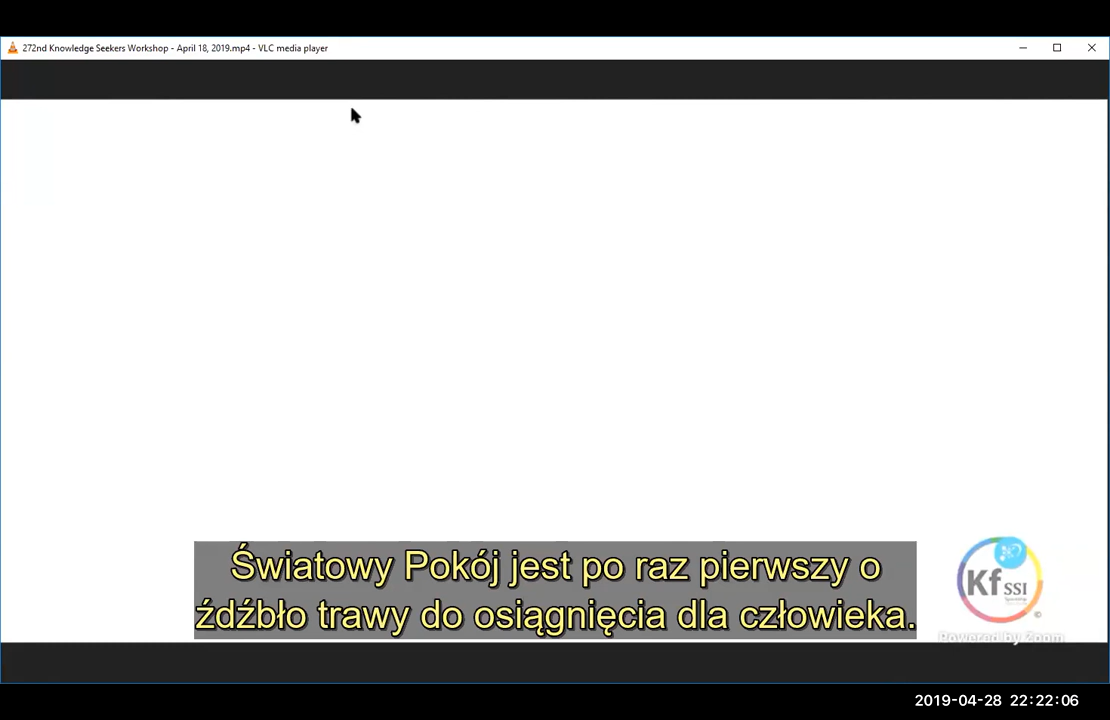 272nd Knowledge Seekers Workshop - April 18, 2019.mp4 - VLC media player
Światowy Pokój jest po raz pierwszy o
źdźbło trawy do osiągnięcia dla człowieka.
Kf SSI
©
Powered by Zoom
2019-04-28 22:22:06